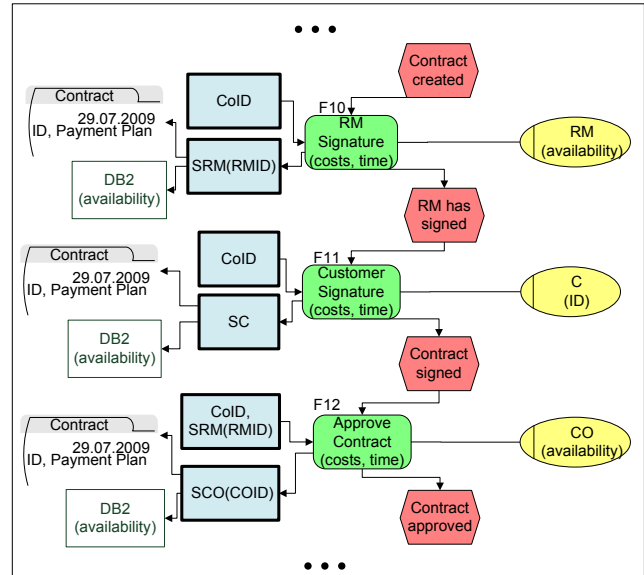 • • •
Contract
created
Contract
29.07.2009
ID, Payment Plan
CoID
F10
RM
Signature
(costs, time)
RM
(availability)
SRM(RMID)
DB2
(availability)
RM has
signed
Contract
29.07.2009
ID, Payment Plan
CoID
F11
Customer
Signature
(costs, time)
C
(ID)
SC
DB2
(availability)
Contract
signed
Contract
29.07.2009
ID, Payment Plan
CoID,
SRM(RMID)
F12
Approve
Contract
(costs, time)
CO
(availability)
SCO(COID)
DB2
(availability)
Contract
approved
• • •